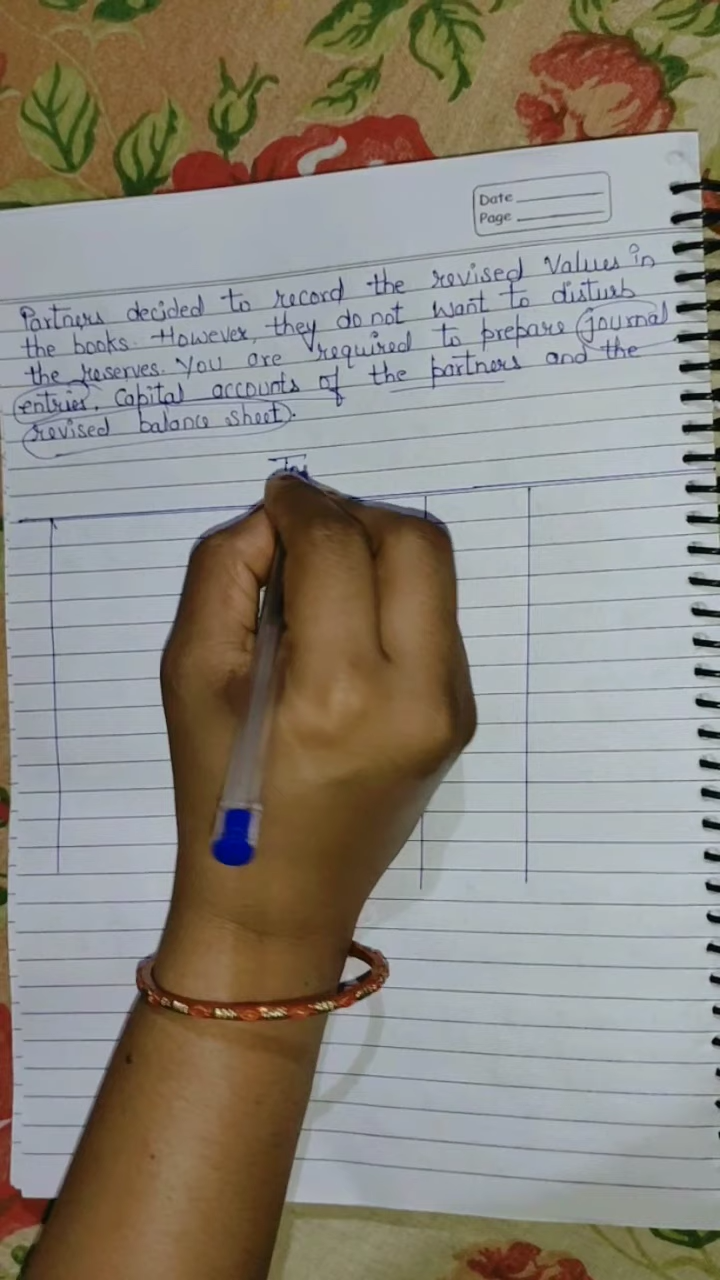 Date
Page
Partners decided to record the revised Values in
the books. However, they do not want to disturb
the reserves. You are required to prepare journal
entries, Capital accounts of the partners and the
revised balance sheet.